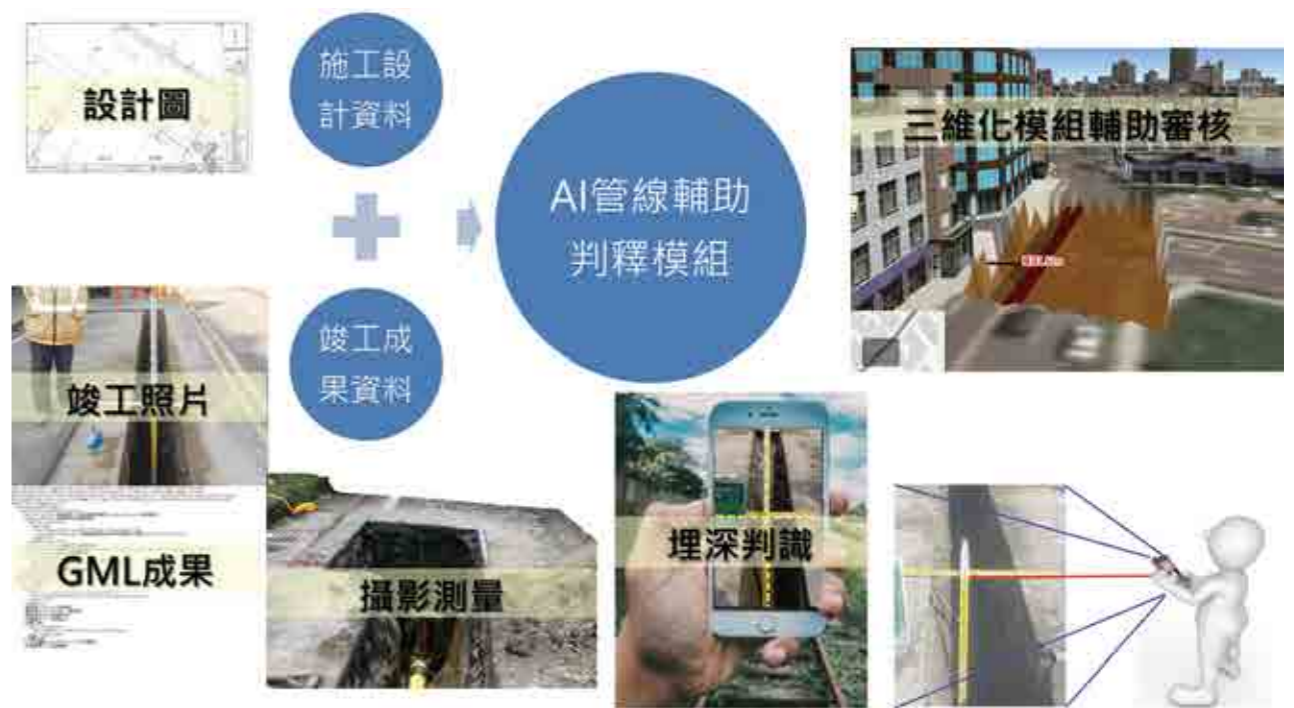 設計圖
施工設
計資料
AI管線輔助
判釋模組
三維化模組輔助審核
竣工成
果資料
竣工照片
GML成果
攝影測量
埋深判識